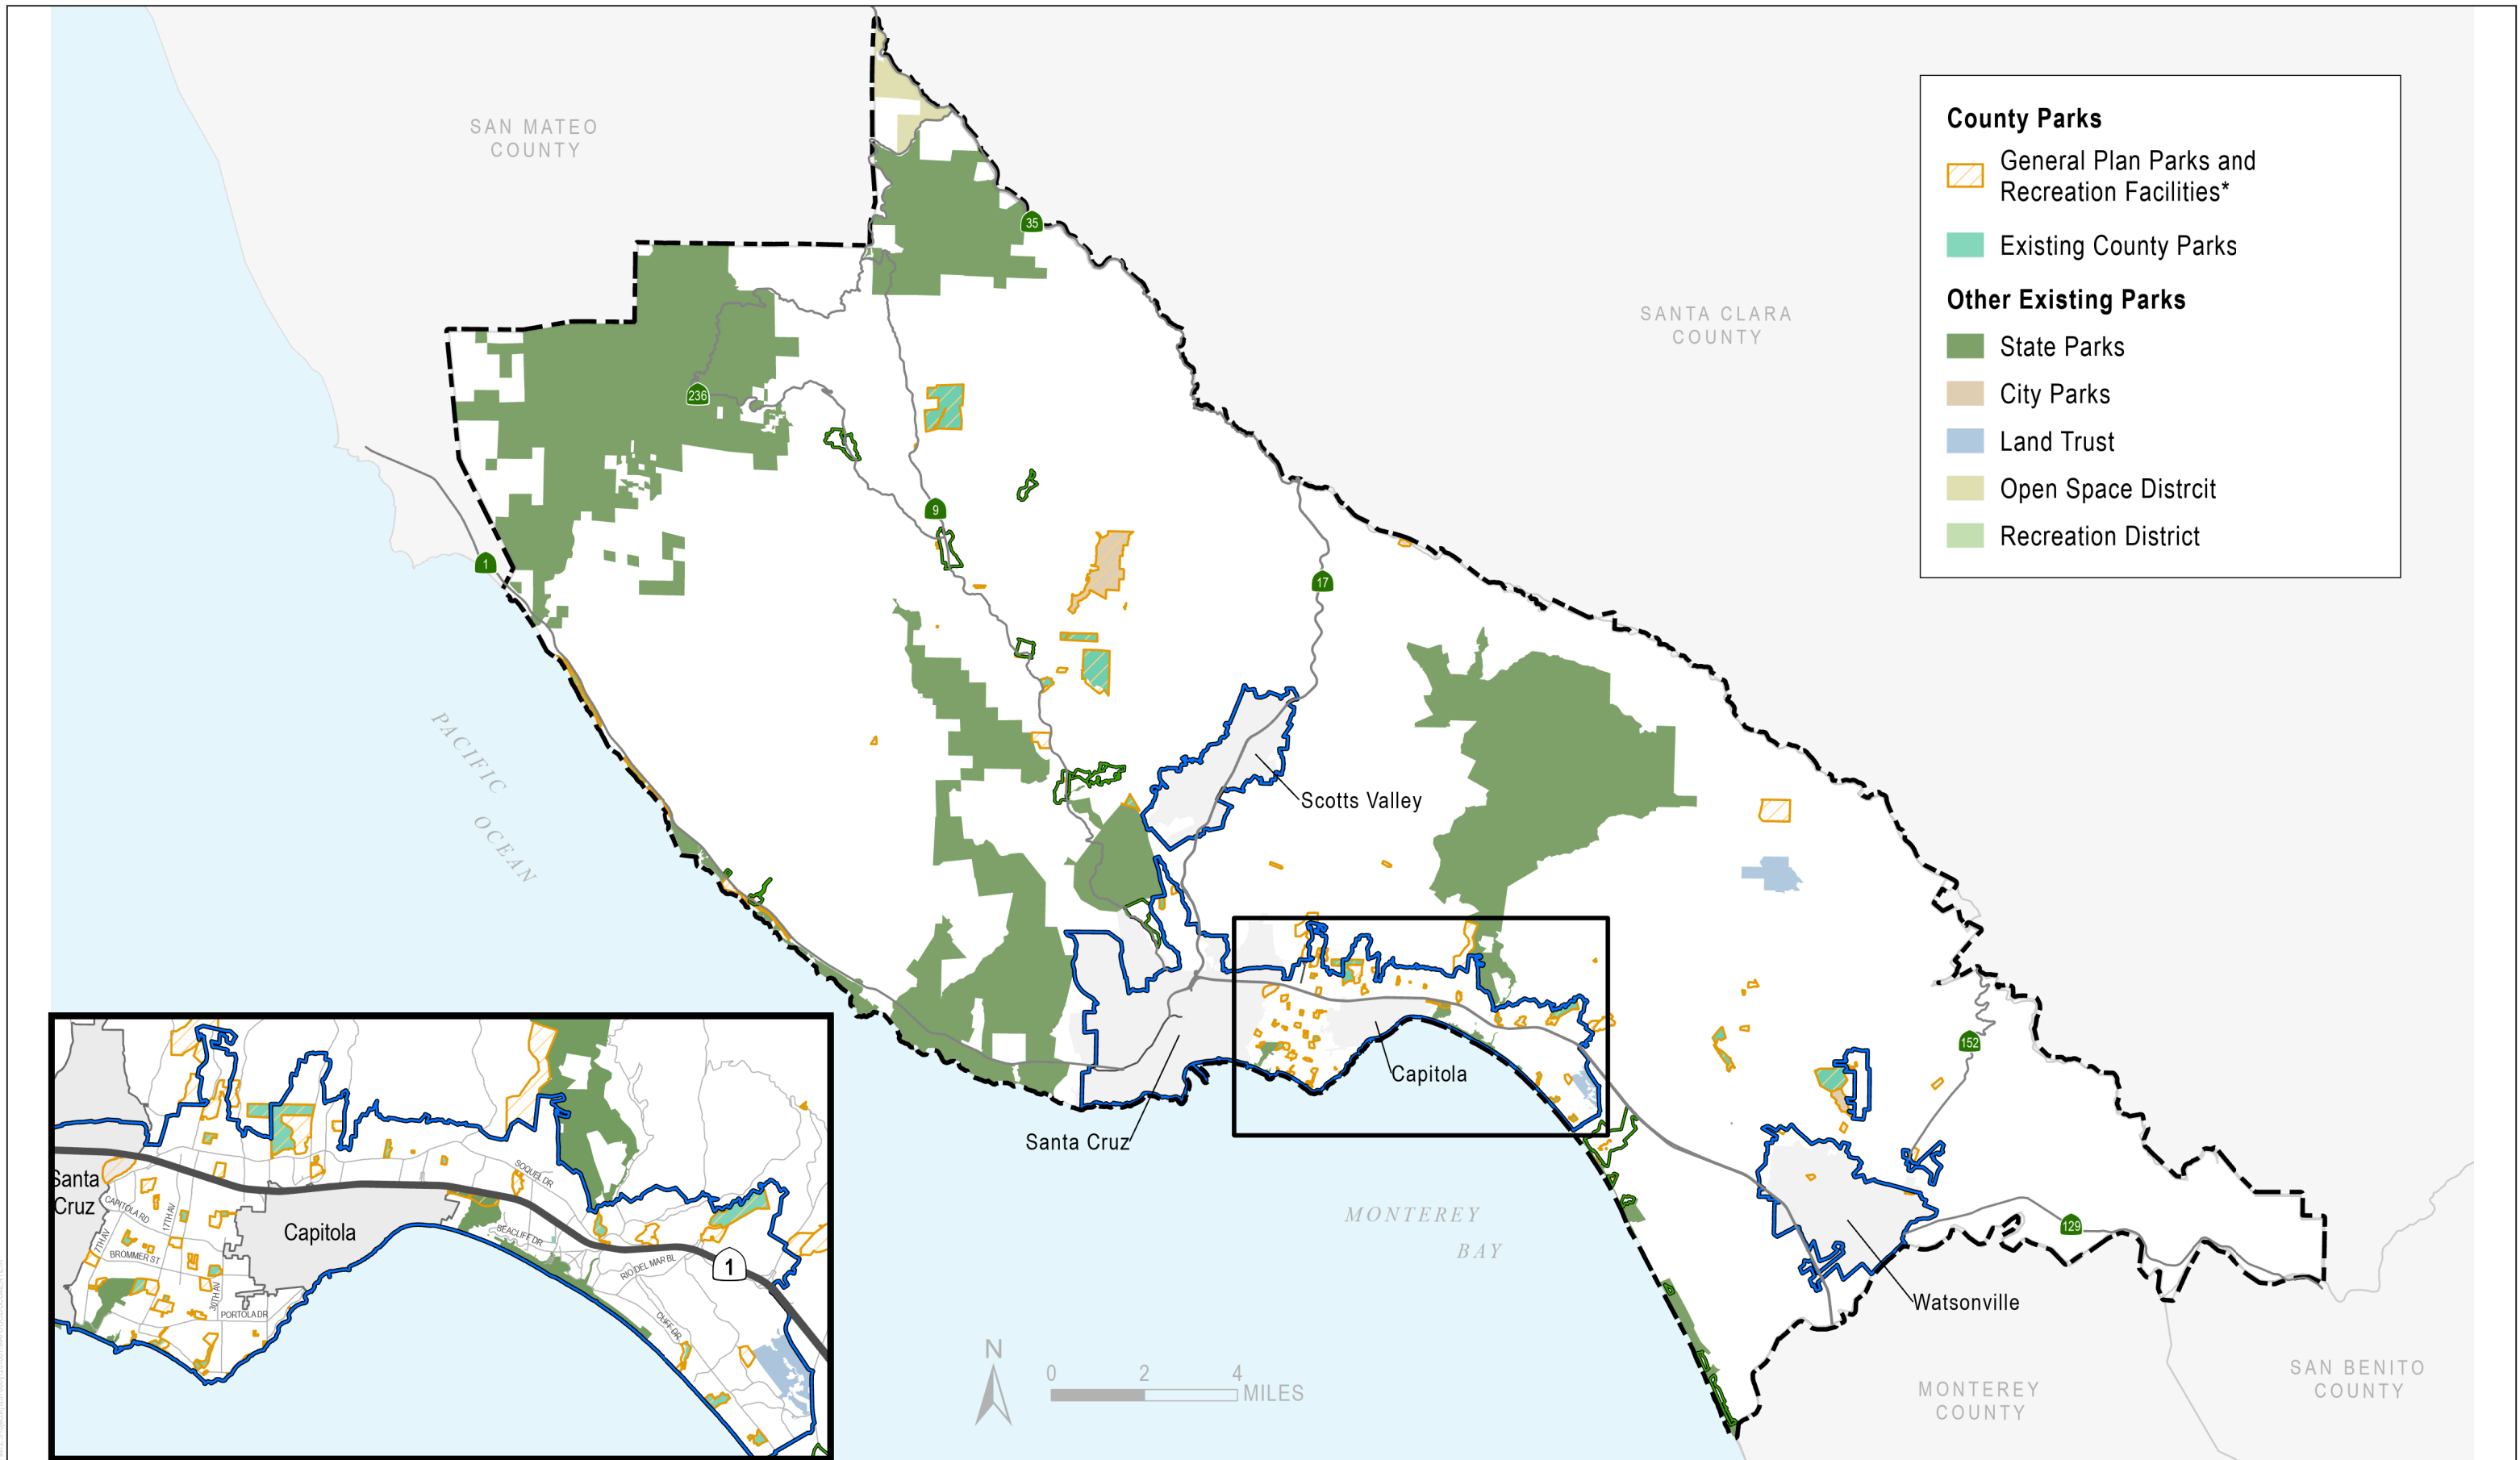 SAN MATEO
COUNTY
SANTA CLARA
COUNTY
County Parks
General Plan Parks and
Recreation Facilities*
Existing County Parks
Other Existing Parks
State Parks
City Parks
Land Trust
Open Space Distrcit
Recreation District
35
236
9
1
17
PACIFIC
OCEAN
Scotts Valley
152
Capitola
Santa Cruz
MONTEREY
BAY
129
Watsonville
N
0 2 4
MILES
MONTEREY
COUNTY
SAN BENITO
COUNTY
Santa
Cruz
SOQUEL DR
CAPITOLA RD
17TH AV
7TH AV
BROMMER ST
Capitola
SEACLIFF DR
RIO DEL MAR BL
1
30TH AV
PORTOLA DR
CLIFF DR